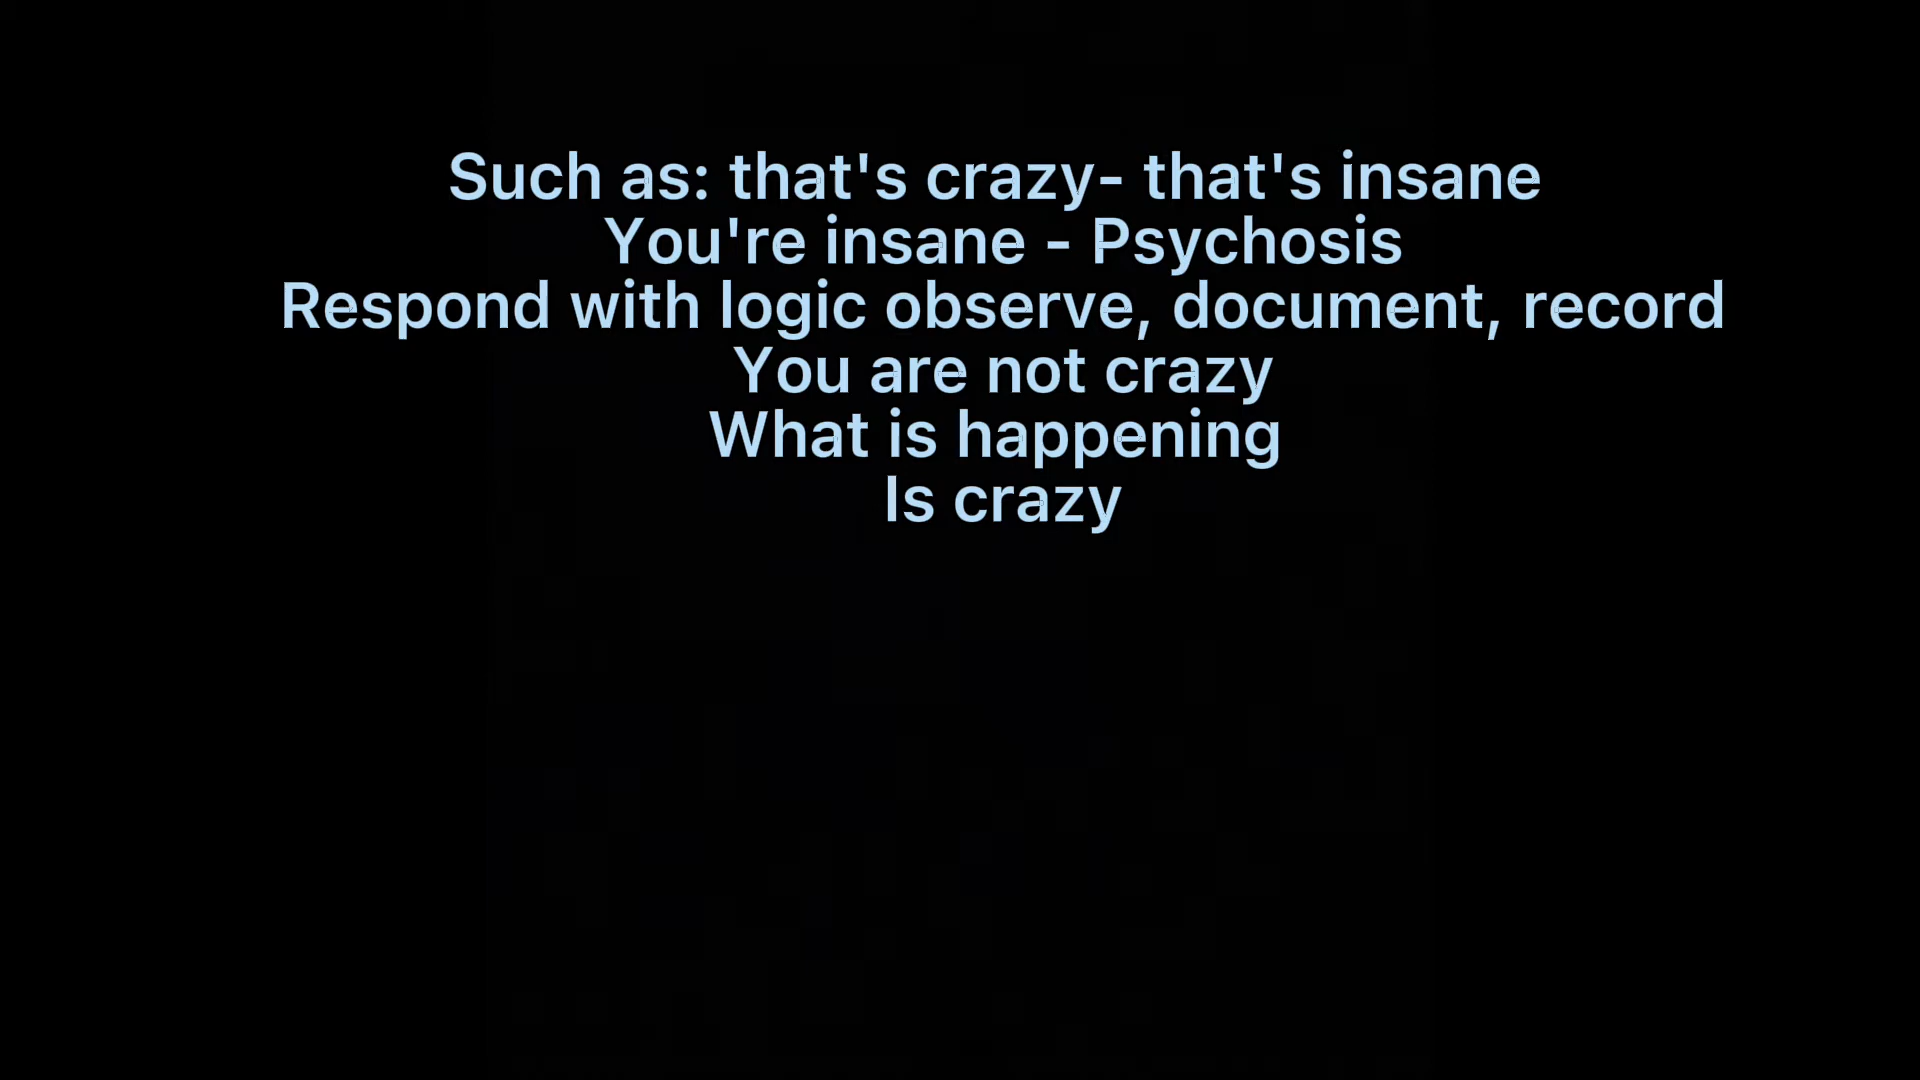 Such as: that's crazy- that's insane
You're insane - Psychosis
Respond with logic observe, document, record
You are not crazy
What is happening
Is crazy